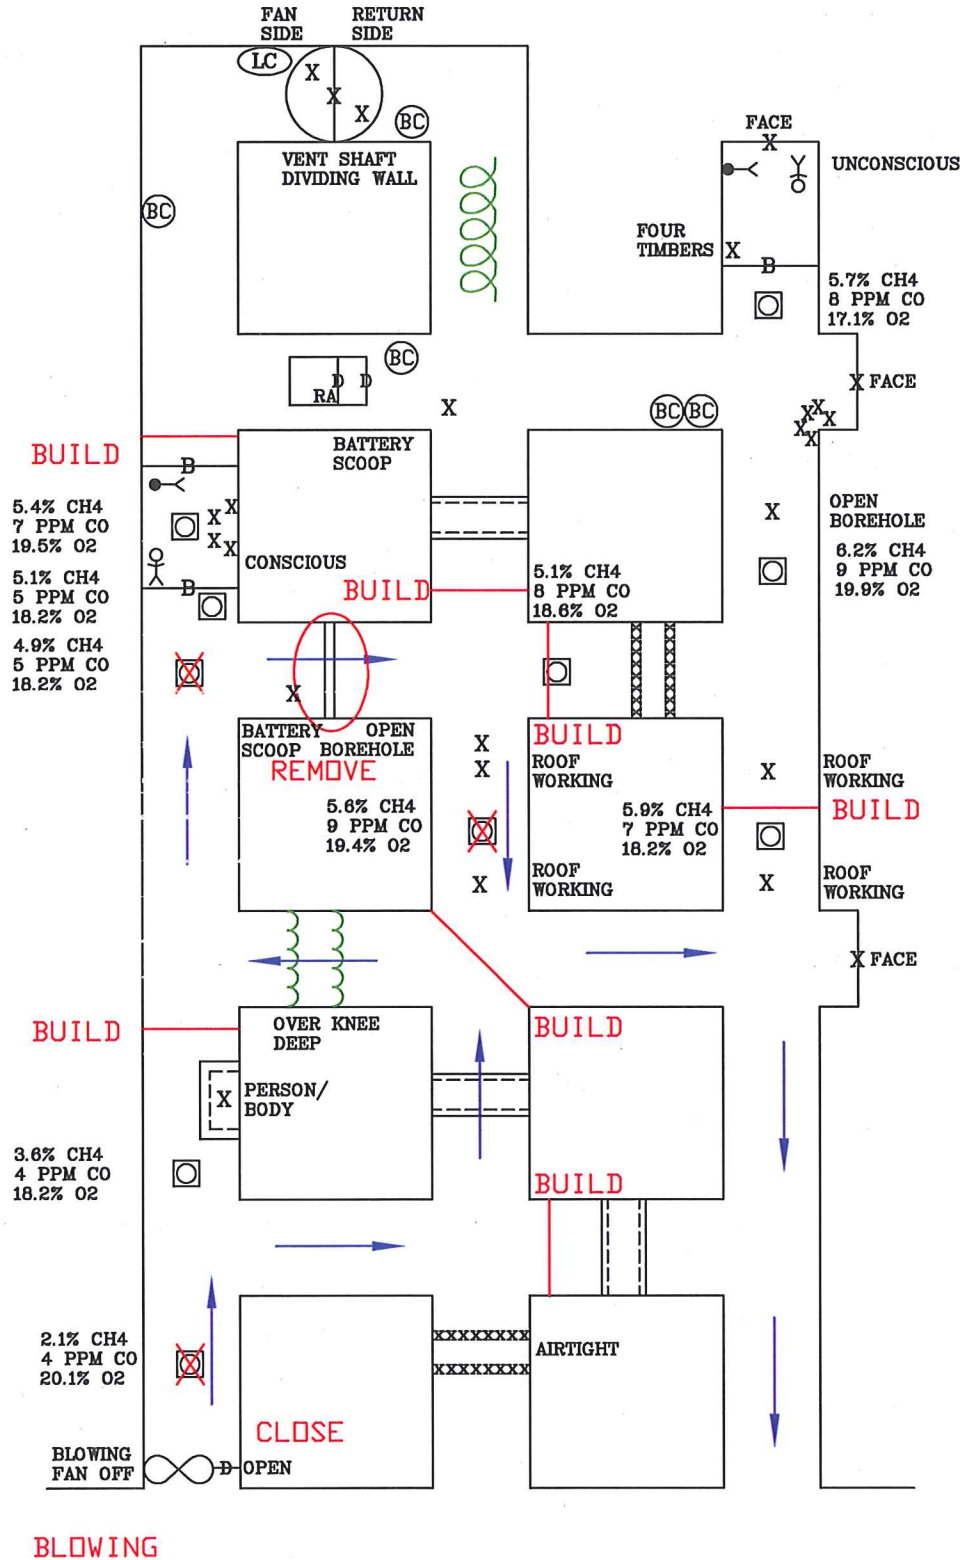 FAN
SIDE
RETURN
SIDE
LC
X
X
X
BC
VENT SHAFT
DIVIDING WALL
FACE
X
UNCONSCIOUS
BC
FOUR
TIMBERS
X
B
5.7% CH4
8 PPM CO
17.1% O2
BC
D D
RA
X
X FACE
BC BC
X X X X X
BUILD
B
BATTERY
SCOOP
5.4% CH4
7 PPM CO
19.5% O2
X X
X X
X
OPEN
BOREHOLE
6.2% CH4
9 PPM CO
19.9% O2
CONSCIOUS
5.1% CH4
5 PPM CO
18.2% O2
B
BUILD
5.1% CH4
8 PPM CO
18.6% O2
4.9% CH4
5 PPM CO
18.2% O2
X
BATTERY
SCOOP
OPEN
BOREHOLE
REMOVE
X
X
BUILD
ROOF
WORKING
X
ROOF
WORKING
5.6% CH4
9 PPM CO
19.4% O2
5.9% CH4
7 PPM CO
18.2% O2
BUILD
X
ROOF
WORKING
X
ROOF
WORKING
X FACE
BUILD
OVER KNEE
DEEP
BUILD
X
PERSON/
BODY
3.6% CH4
4 PPM CO
18.2% O2
BUILD
2.1% CH4
4 PPM CO
20.1% O2
XXXXXXXX
XXXXXXXX
AIRTIGHT
CLOSE
BLOWING
FAN OFF
D OPEN
BLOWING